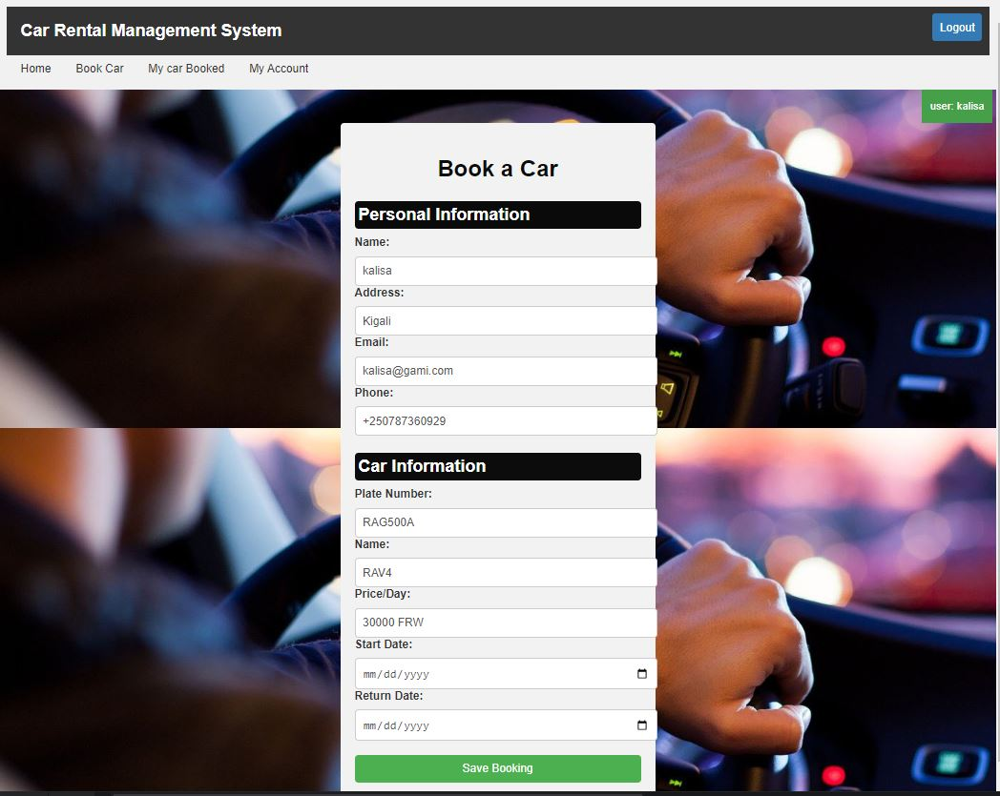 Car Rental Management System
Logout
Home Book Car My car Booked My Account
user: kalisa
Book a Car
Personal Information
Name:
kalisa
Address:
Kigali
Email:
kalisa@gami.com
Phone:
+250787360929
Car Information
Plate Number:
RAG500A
Name:
RAV4
Price/Day:
30000 FRW
Start Date:
mm/dd/yyyy
Return Date:
mm/dd/yyyy
Save Booking